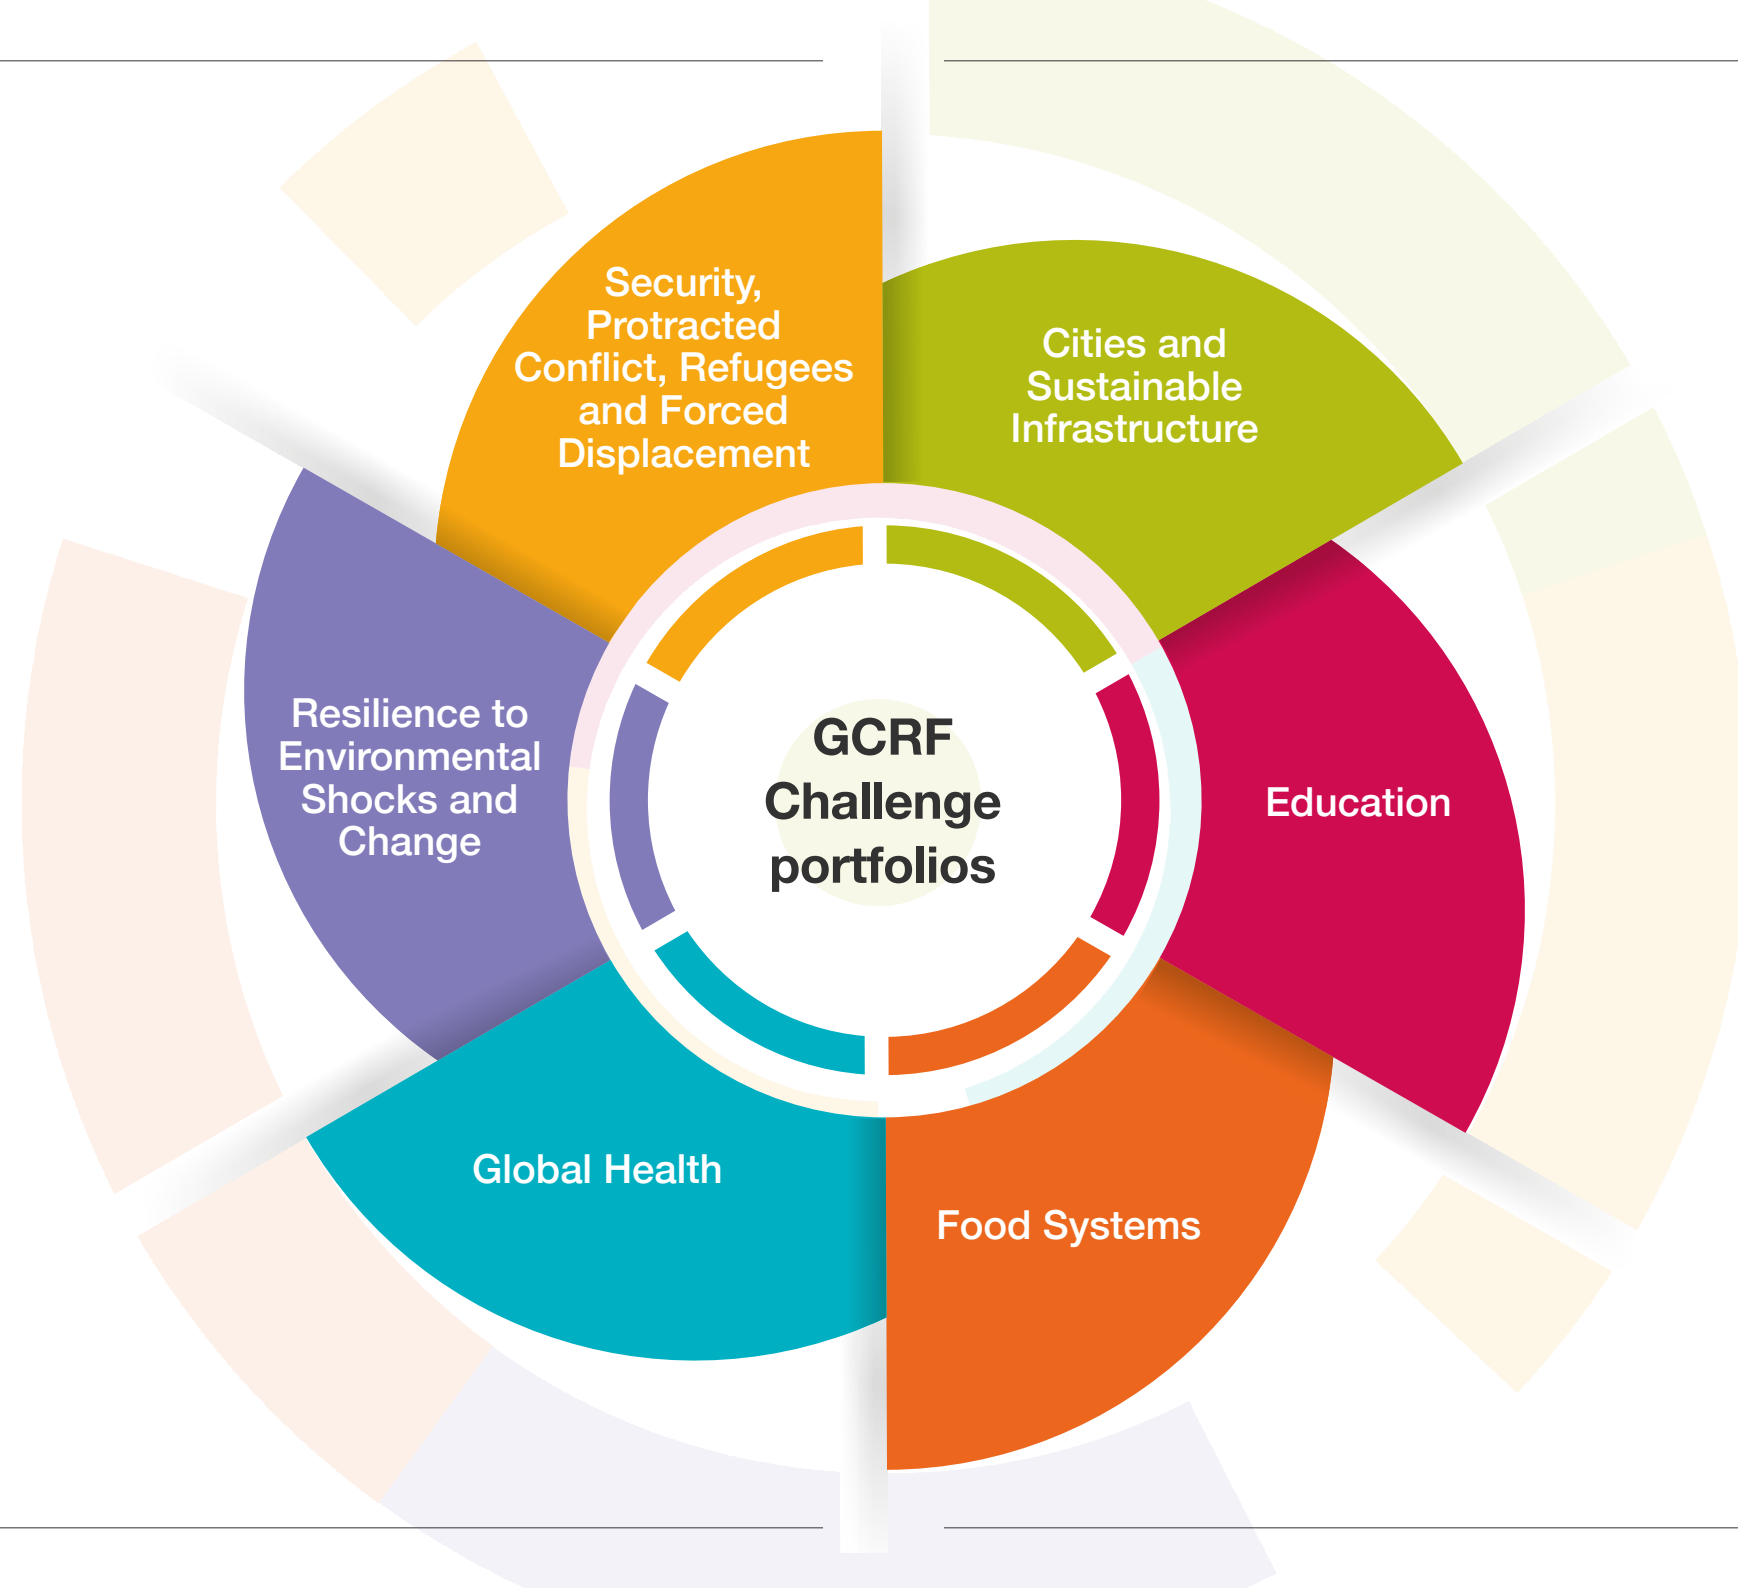 Security,
Protracted
Conflict, Refugees
and Forced
Displacement
Cities and
Sustainable
Infrastructure
Resilience to
Environmental
Shocks and
Change
GCRF
Challenge
portfolios
Education
Global Health
Food Systems